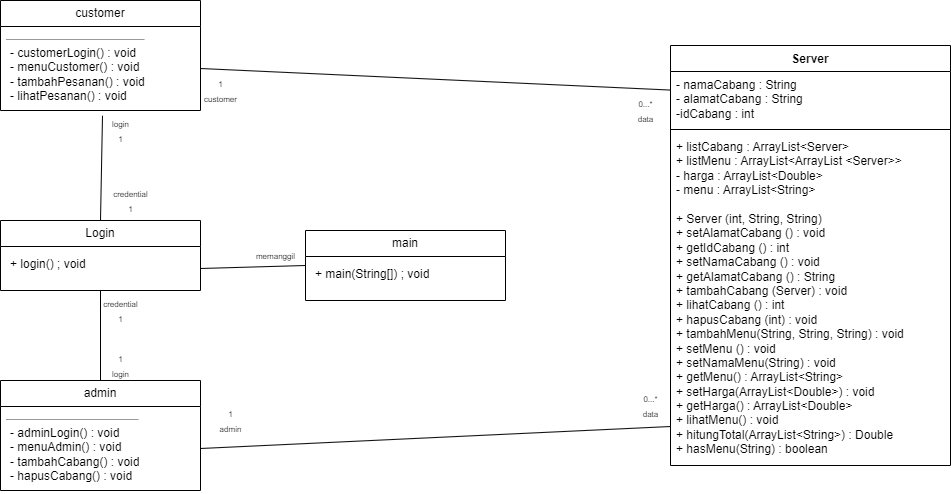 customer
- customerLogin() : void
- menuCustomer() : void
- tambahPesanan() : void
- lihatPesanan() : void
1
customer
0...*
data
login
1
credential
1
Login
+ login() ; void
memanggil
main
+ main(String[]) ; void
credential
1
1
login
admin
- adminLogin() : void
- menuAdmin() : void
- tambahCabang() : void
- hapusCabang() : void
1
admin
0...*
data
Server
- namaCabang : String
- alamatCabang : String
-idCabang : int
+ listCabang : ArrayList<Server>
+ listMenu : ArrayList<ArrayList <Server>>
- harga : ArrayList<Double>
- menu : ArrayList<String>
+ Server (int, String, String)
+ setAlamatCabang () : void
+ getIdCabang () : int
+ setNamaCabang () : void
+ getAlamatCabang () : String
+ tambahCabang (Server) : void
+ lihatCabang () : int
+ hapusCabang (int) : void
+ tambahMenu(String, String, String) : void
+ setMenu () : void
+ setNamaMenu(String) : void
+ getMenu() : ArrayList<String>
+ setHarga(ArrayList<Double>) : void
+ getHarga() : ArrayList<Double>
+ lihatMenu() : void
+ hitungTotal(ArrayList<String>) : Double
+ hasMenu(String) : boolean